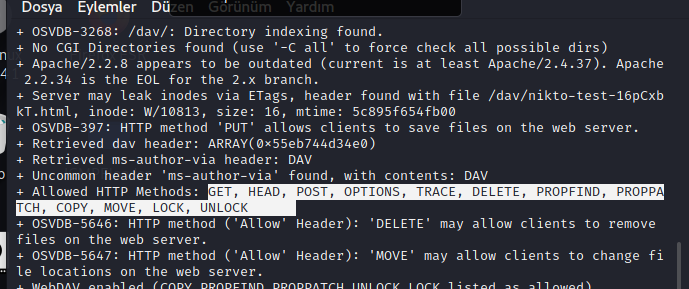 Dosya Eylemler Düzen Görünüm Yardım
+ OSVDB-3268: /dav/: Directory indexing found.
+ No CGI Directories found (use '-C all' to force check all possible dirs)
+ Apache/2.2.8 appears to be outdated (current is at least Apache/2.4.37). Apache
2.2.34 is the EOL for the 2.x branch.
+ Server may leak inodes via ETags, header found with file /dav/nikto-test-16pCxb
kT.html, inode: W/10813, size: 16, mtime: 5c895f654fb00
+ OSVDB-397: HTTP method 'PUT' allows clients to save files on the web server.
+ Retrieved dav header: ARRAY(0×55eb744d34e0)
+ Retrieved ms-author-via header: DAV
+ Uncommon header 'ms-author-via' found, with contents: DAV
+ Allowed HTTP Methods: GET, HEAD, POST, OPTIONS, TRACE, DELETE, PROPFIND, PROPPA
TCH, COPY, MOVE, LOCK, UNLOCK
+ OSVDB-5646: HTTP method ('Allow' Header): 'DELETE' may allow clients to remove
files on the web server.
+ OSVDB-5647: HTTP method ('Allow' Header): 'MOVE' may allow clients to change fi
le locations on the web server.
+ WebDAV enabled (COPY PROPFIND PROPPATCH UNLOCK LOCK listed as allowed)